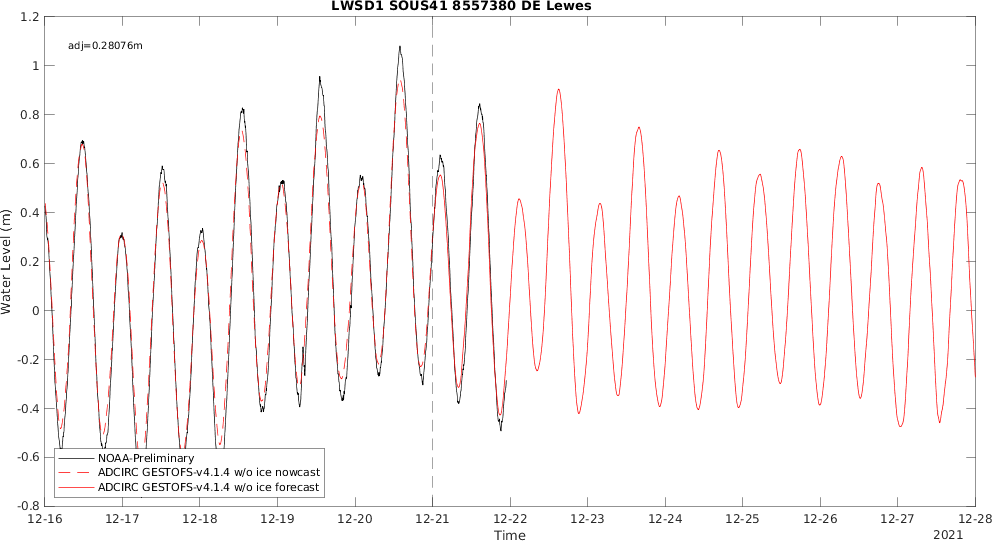 LWSD1 SOUS41 8557380 DE Lewes
adj=0.28076m
Water Level (m)
1.2
1
0.8
0.6
0.4
0.2
0
-0.2
-0.4
-0.6
-0.8
NOAA-Preliminary
ADCIRC GESTOFS-v4.1.4 w/o ice nowcast
ADCIRC GESTOFS-v4.1.4 w/o ice forecast
12-16 12-17 12-18 12-19 12-20 12-21 12-22 12-23 12-24 12-25 12-26 12-27 12-28
Time
2021